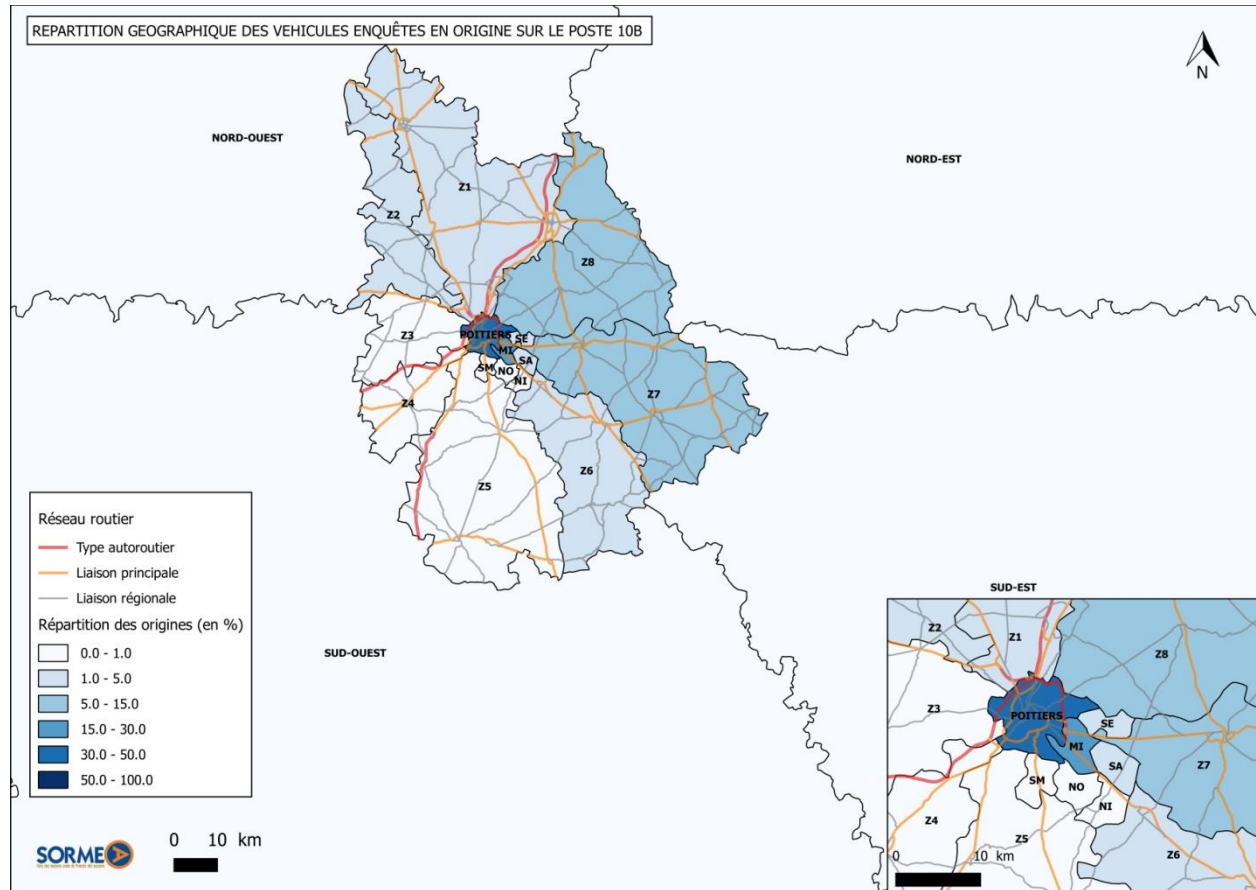 REPARTITION GEOGRAPHIQUE DES VEHICULES ENQUÊTES EN ORIGINE SUR LE POSTE 10B
N
NORD-OUEST
NORD-EST
Z1
Z2
Z8
Z3
POITIERS
SE
MI
SA
SM
NO
NI
Z4
Z7
Z6
Z5
SUD-EST
SUD-OUEST
Réseau routier
Type autoroutier
Liaison principale
Liaison régionale
Répartition des origines (en %)
0.0 - 1.0
1.0 - 5.0
5.0 - 15.0
15.0 - 30.0
30.0 - 50.0
50.0 - 100.0
SORMEA
0 10 km
Z2
Z1
Z8
Z3
POITIERS
SE
MI
SA
Z7
SM
NO
NI
Z4
Z5
Z6
0 10 km